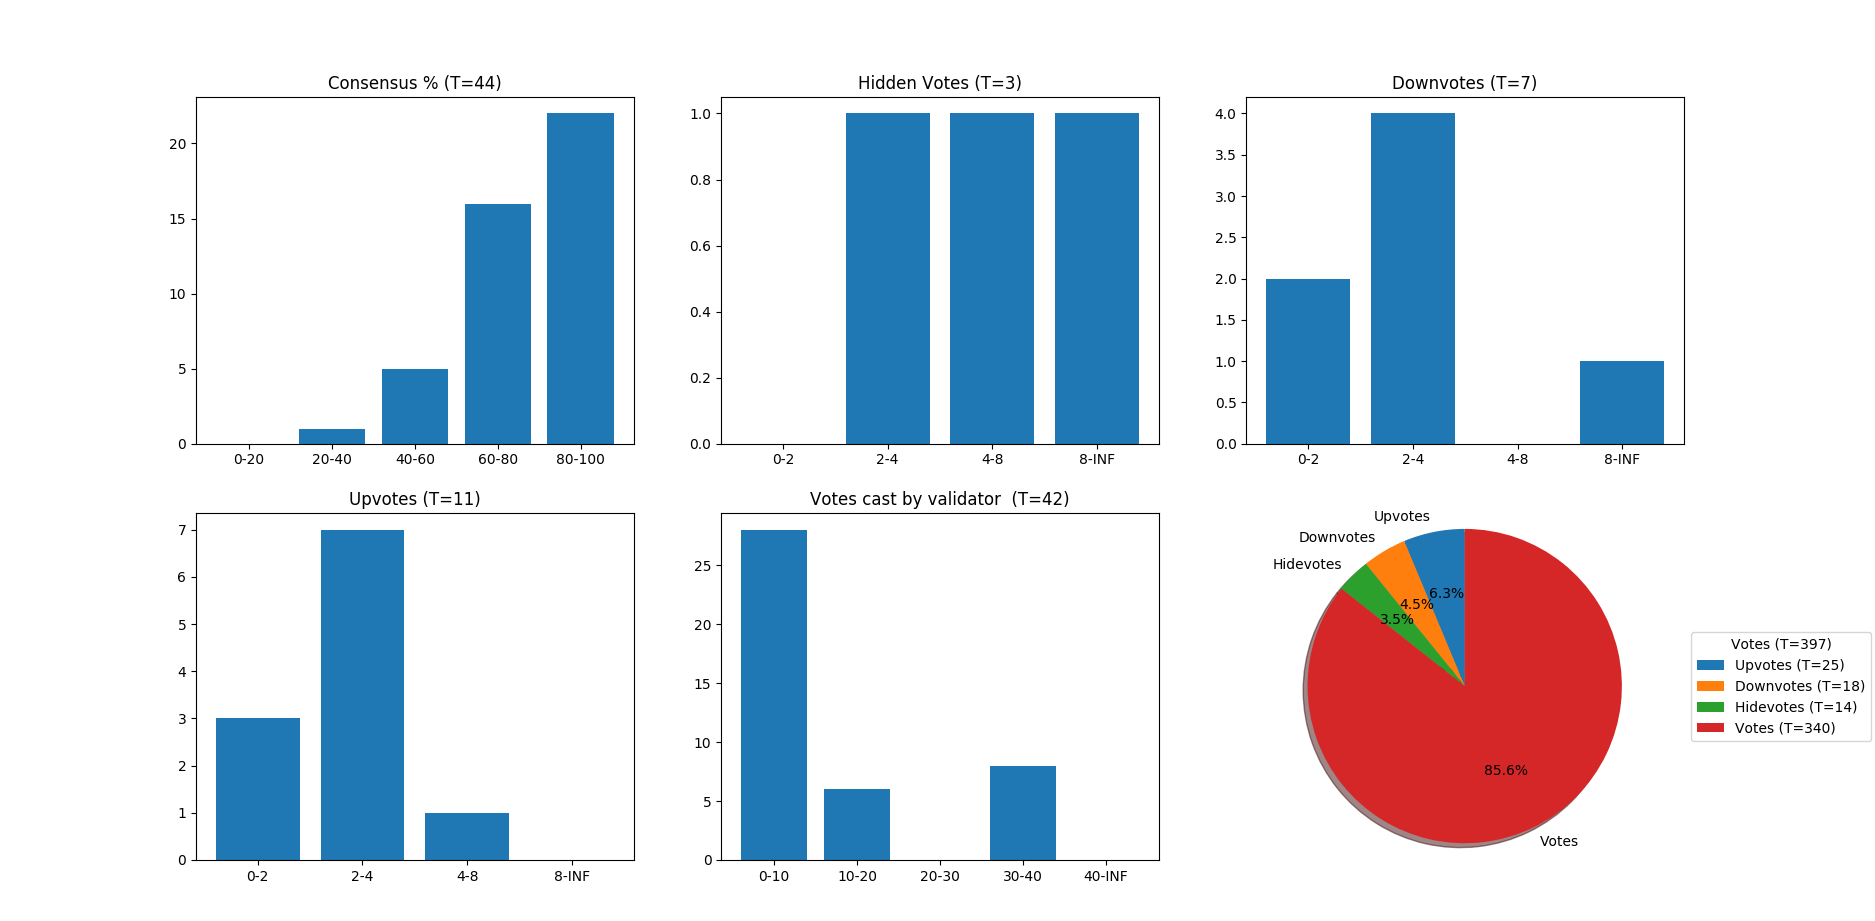 Consensus % (T=44)
20
15
10
5
0
0-20 20-40 40-60 60-80 80-100
Hidden Votes (T=3)
1.0
0.8
0.6
0.4
0.2
0.0
0-2 2-4 4-8 8-INF
Downvotes (T=7)
4.0
3.5
3.0
2.5
2.0
1.5
1.0
0.5
0.0
0-2 2-4 4-8 8-INF
Upvotes (T=11)
7
6
5
4
3
2
1
0
0-2 2-4 4-8 8-INF
Votes cast by validator (T=42)
25
20
15
10
5
0
0-10 10-20 20-30 30-40 40-INF
Upvotes
Downvotes
Hidevotes
6.3%
4.5%
3.5%
85.6%
Votes
Votes (T=397)
Upvotes (T=25)
Downvotes (T=18)
Hidevotes (T=14)
Votes (T=340)